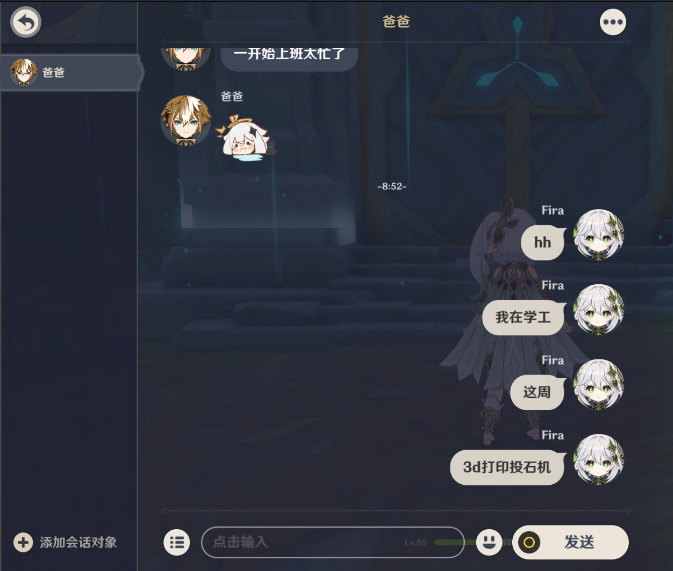 爸爸
爸爸
一开始上班太忙了
爸爸
-8:52-
Fira
hh
Fira
我在学工
Fira
这周
Fira
3d打印投石机
添加会话对象
点击输入
Lv.80
发送